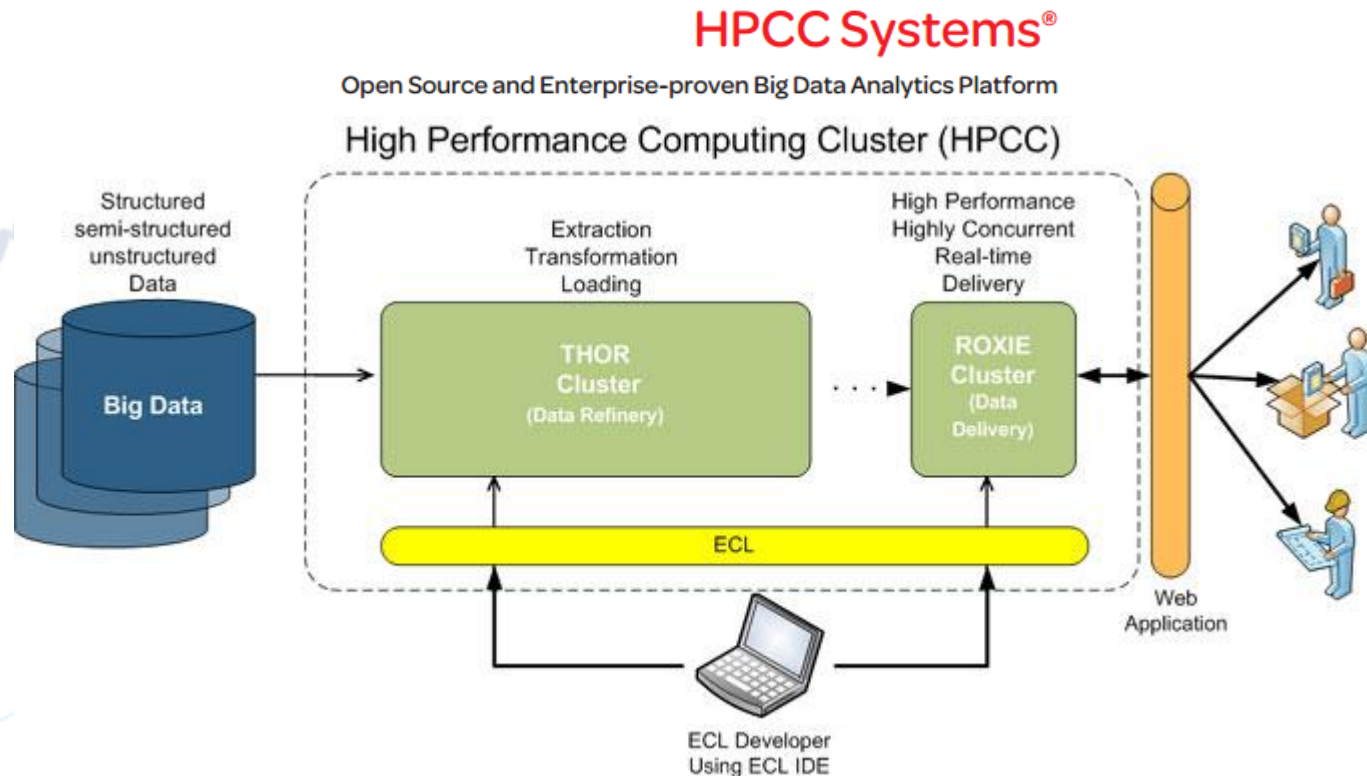 HPCC Systems®
Open Source and Enterprise-proven Big Data Analytics Platform
High Performance Computing Cluster (HPCC)
Structured
semi-structured
unstructured
Data
Big Data
Extraction
Transformation
Loading
THOR
Cluster
(Data Refinery)
High Performance
Highly Concurrent
Real-time
Delivery
ROXIE
Cluster
(Data
Delivery)
ECL
Web
Application
ECL Developer
Using ECL IDE